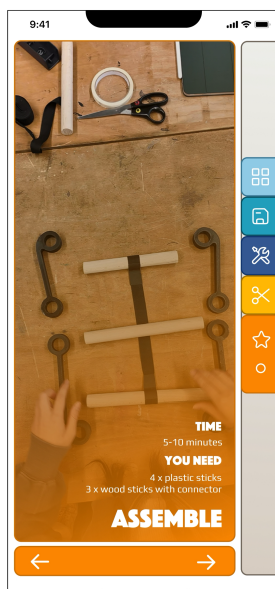 9:41
TIME
5-10 minutes
YOU NEED
4 x plastic sticks
3 x wood sticks with connector
ASSEMBLE